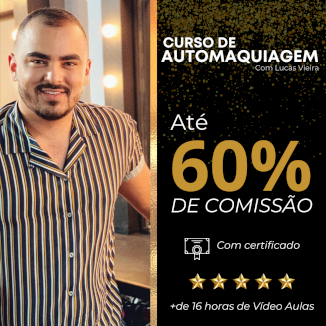 CURSO DE
AUTOMAQUIAGEM
Com Lucas Vieira
Até
60%
DE COMISSÃO
Com certificado
+de 16 horas de Vídeo Aulas